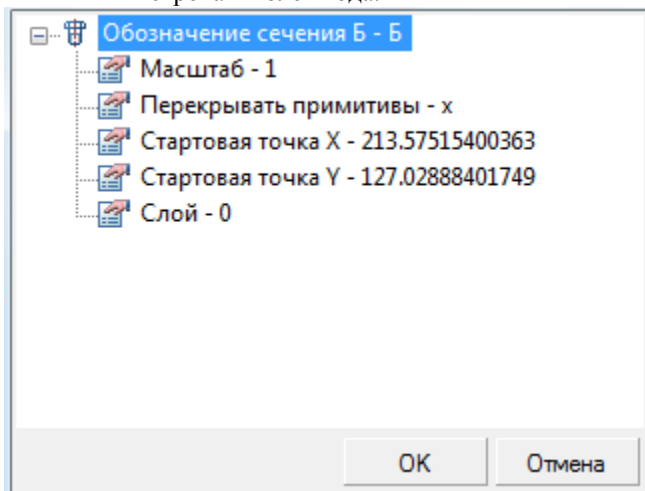 Обозначение сечения Б - Б
Масштаб - 1
Перекрывать примитивы - x
Стартовая точка X - 213.57515400363
Стартовая точка Y - 127.02888401749
Слой - 0
OK Отмена